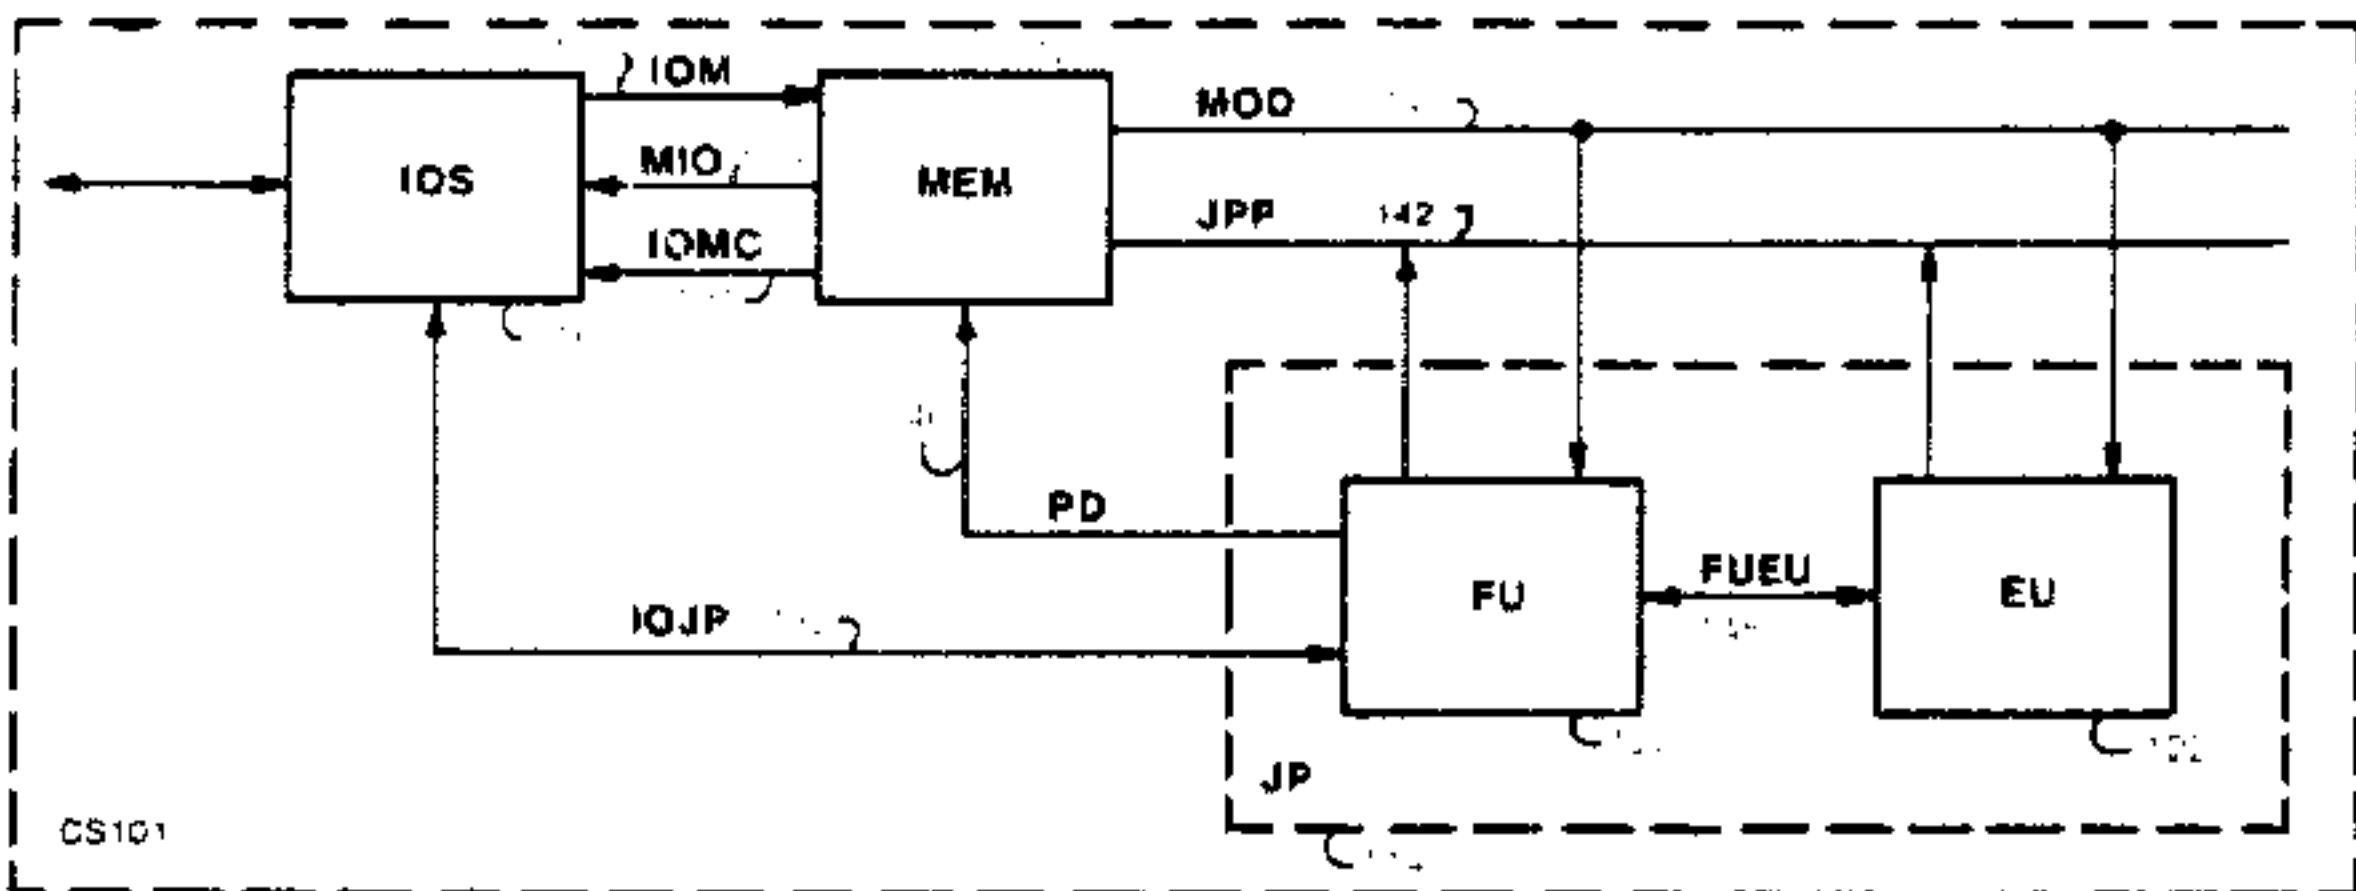 IOM
MOD
MIO
IOS
MEM
JPP 142
IOMC
PD
FUEU
FU
EU
IOJP
JP
CS101